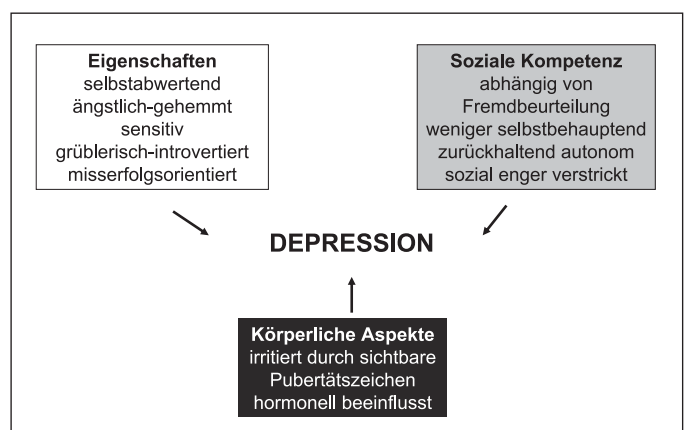 Eigenschaften
selbstabwertend
ängstlich-gehemmt
sensitiv
grüblerisch-introvertiert
misserfolgsorientiert
Soziale Kompetenz
abhängig von
Fremdbeurteilung
weniger selbstbehauptend
zurückhaltend autonom
sozial enger verstrickt
DEPRESSION
Körperliche Aspekte
irritiert durch sichtbare
Pubertätszeichen
hormonell beeinflusst